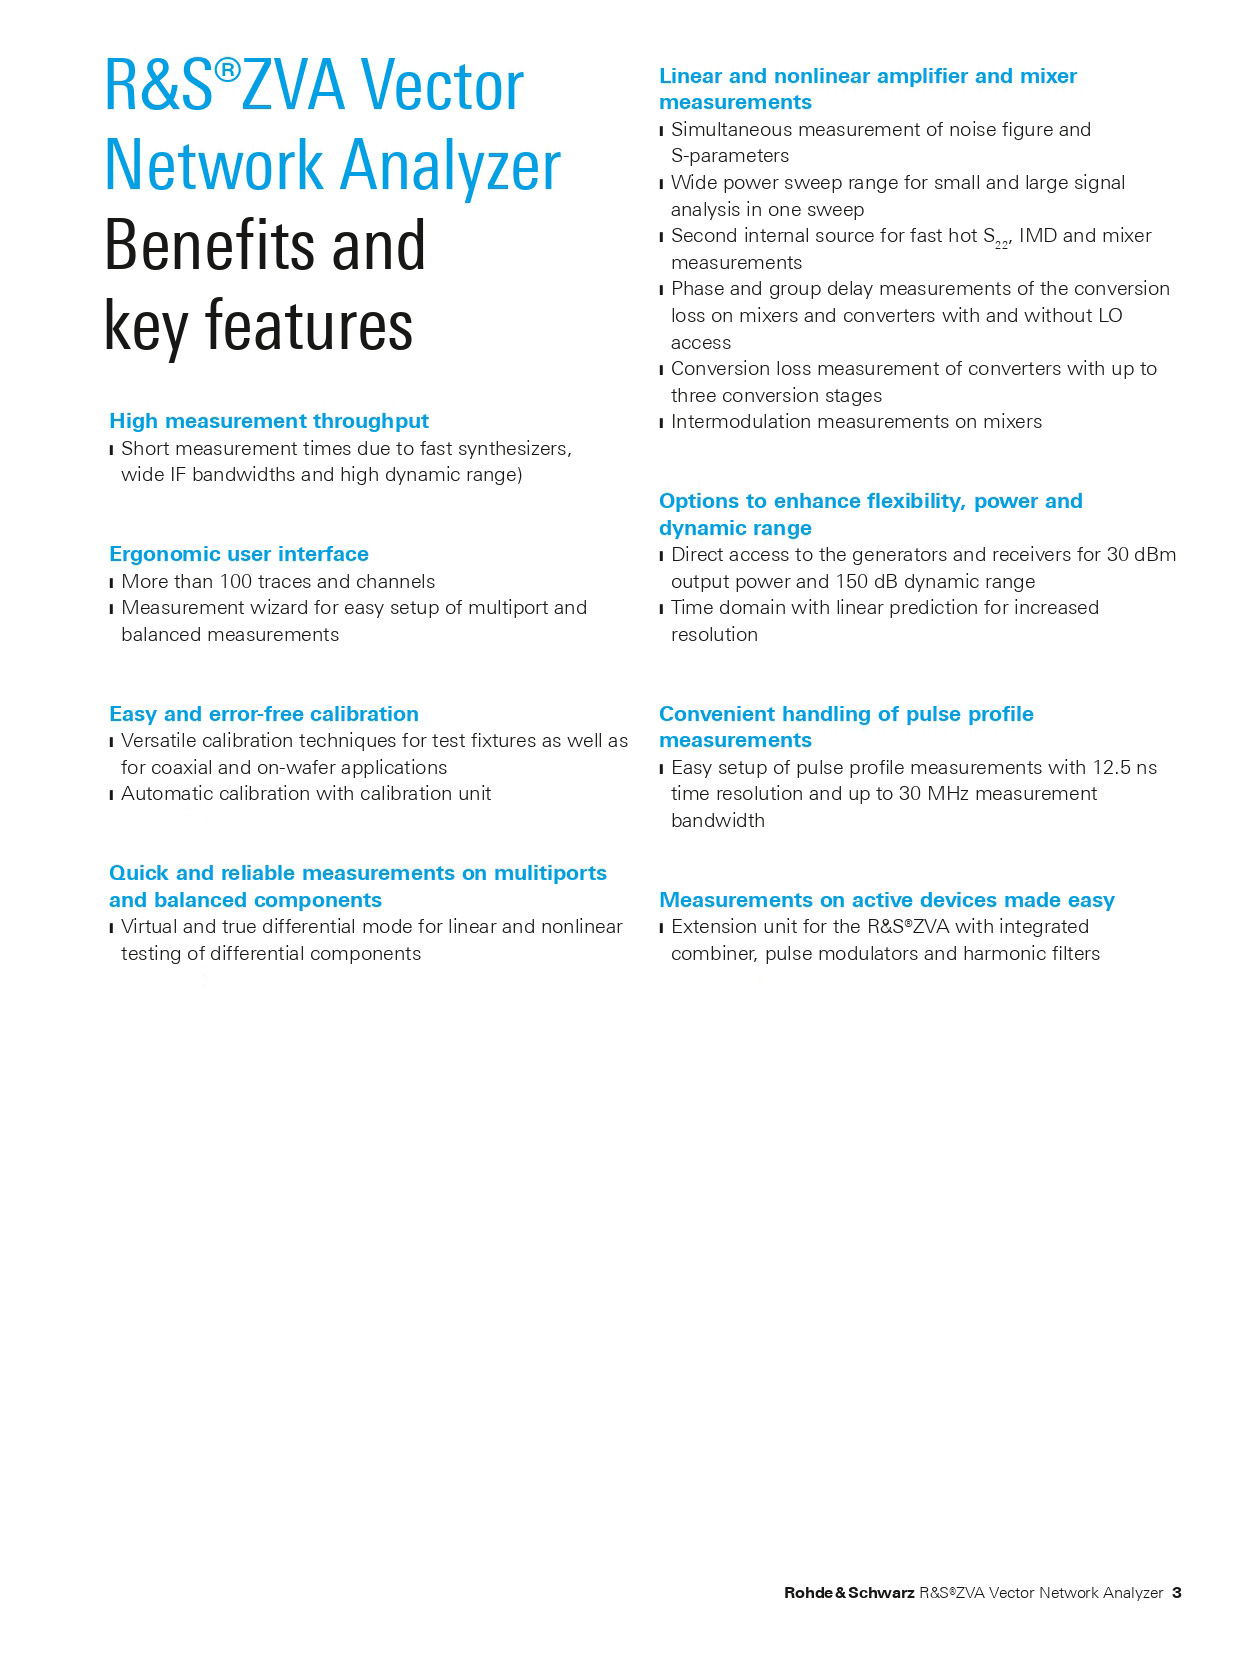 R&S®ZVA Vector
Network Analyzer
Benefits and
key features
High measurement throughput
ı Short measurement times due to fast synthesizers,
wide IF bandwidths and high dynamic range)
Ergonomic user interface
ı More than 100 traces and channels
ı Measurement wizard for easy setup of multiport and
balanced measurements
Easy and error-free calibration
ı Versatile calibration techniques for test fixtures as well as
for coaxial and on-wafer applications
ı Automatic calibration with calibration unit
Quick and reliable measurements on mulitiports
and balanced components
ı Virtual and true differential mode for linear and nonlinear
testing of differential components
Linear and nonlinear amplifier and mixer
measurements
ı Simultaneous measurement of noise figure and
S-parameters
ı Wide power sweep range for small and large signal
analysis in one sweep
ı Second internal source for fast hot S22, IMD and mixer
measurements
ı Phase and group delay measurements of the conversion
loss on mixers and converters with and without LO
access
ı Conversion loss measurement of converters with up to
three conversion stages
ı Intermodulation measurements on mixers
Options to enhance flexibility, power and
dynamic range
ı Direct access to the generators and receivers for 30 dBm
output power and 150 dB dynamic range
ı Time domain with linear prediction for increased
resolution
Convenient handling of pulse profile
measurements
ı Easy setup of pulse profile measurements with 12.5 ns
time resolution and up to 30 MHz measurement
bandwidth
Measurements on active devices made easy
ı Extension unit for the R&S®ZVA with integrated
combiner, pulse modulators and harmonic filters
Rohde & Schwarz R&S®ZVA Vector Network Analyzer 3